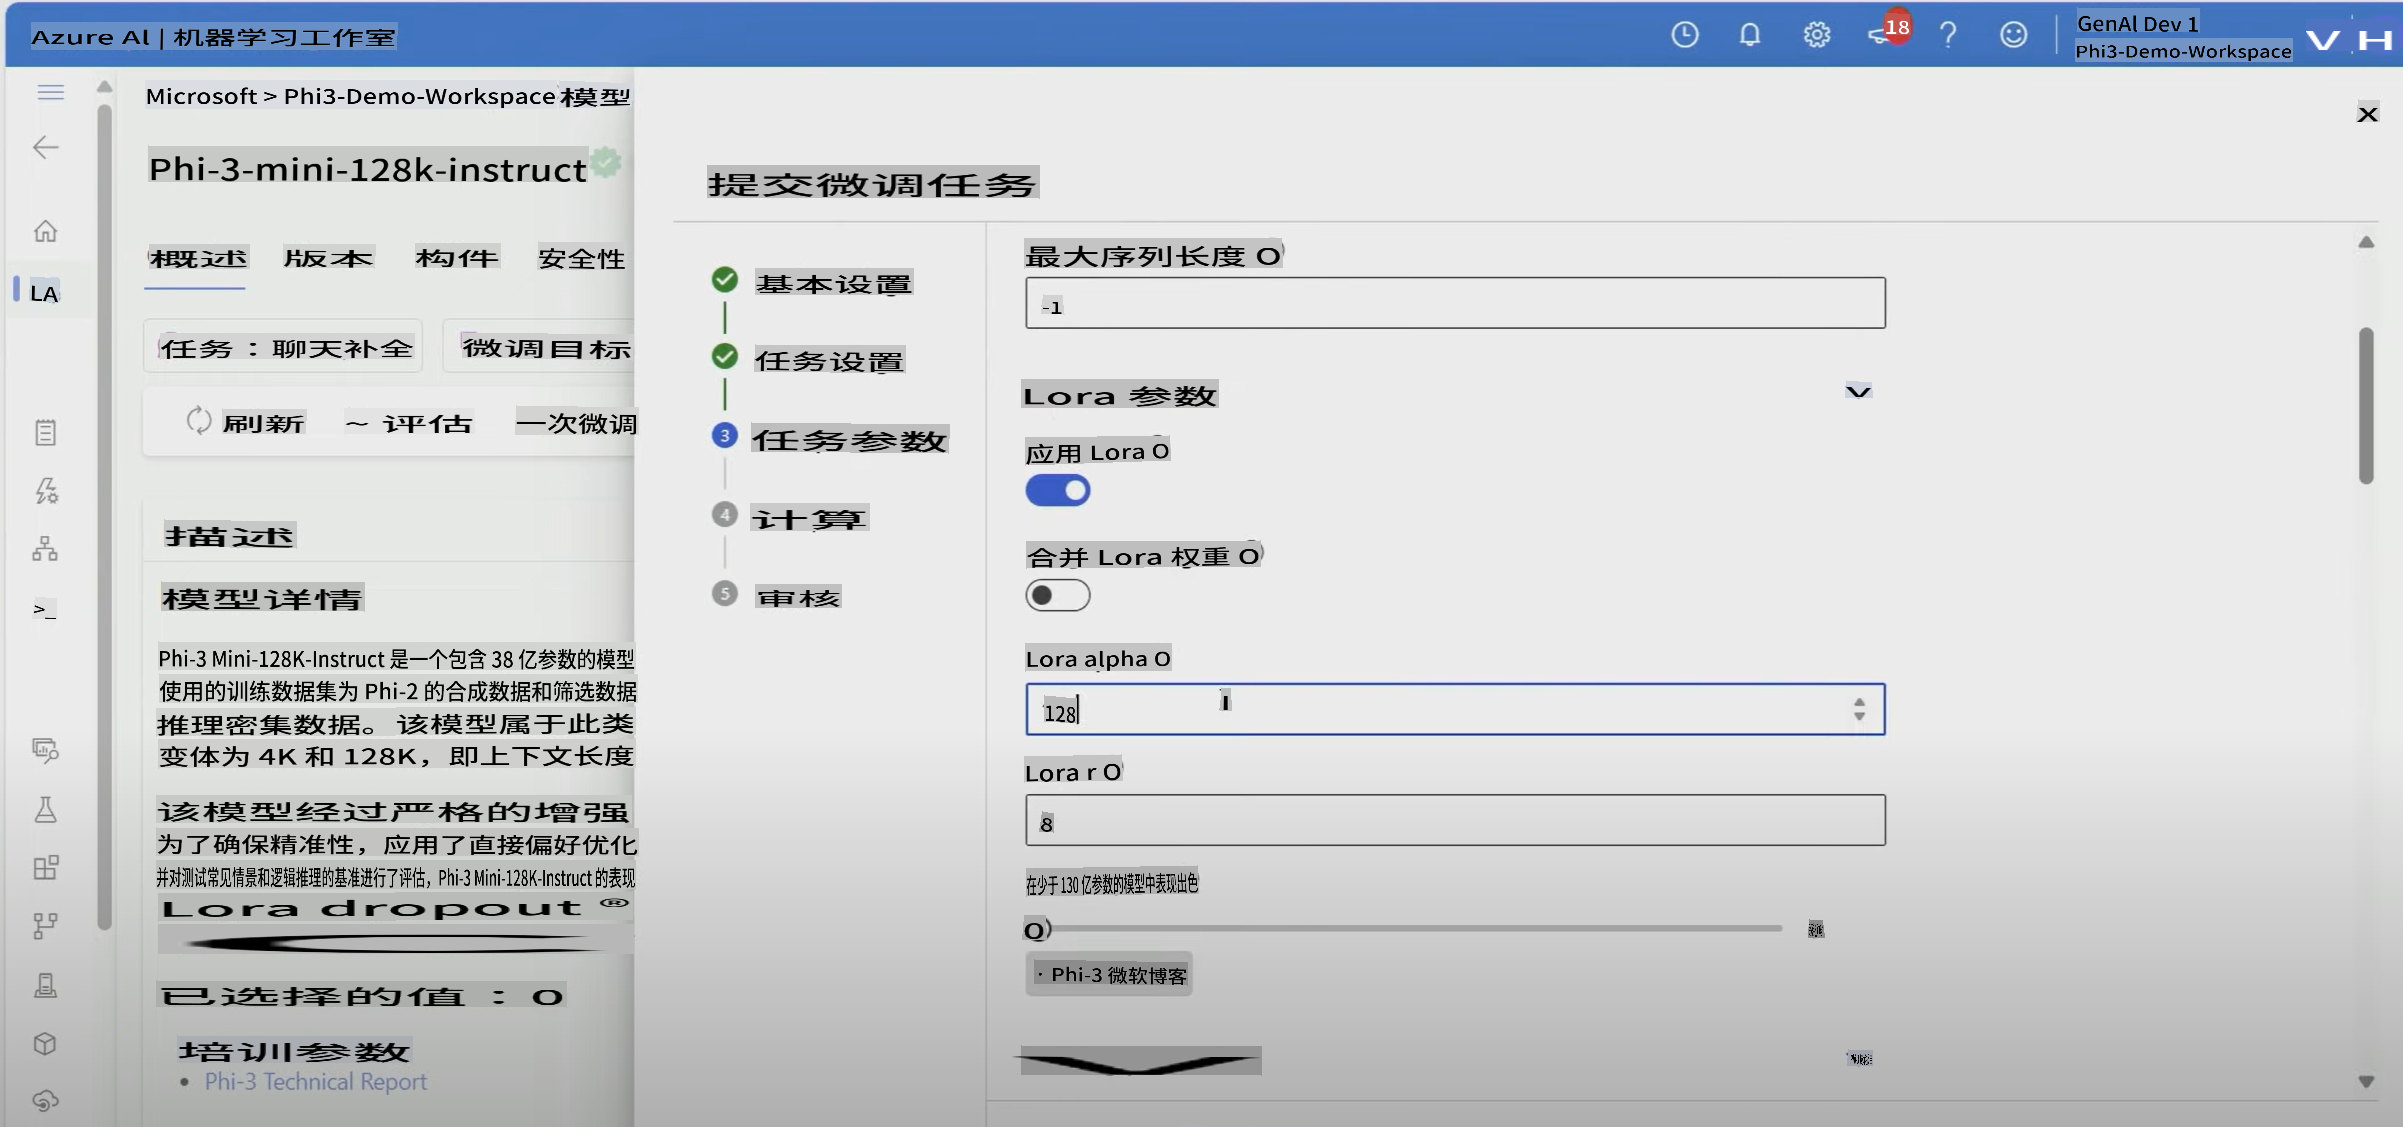 Azure Al | 机器学习工作室
18
GenAl Dev 1
Phi3-Demo-Workspace
V H
Microsoft > Phi3-Demo-Workspace 模型
Phi-3-mini-128k-instruct
概述 版本 构件 安全性
LA
任务：聊天补全 微调目标
刷新 ~ 评估 一次微调
描述
模型详情
Phi-3 Mini-128K-Instruct 是一个包含 38 亿参数的模型
使用的训练数据集为 Phi-2 的合成数据和筛选数据
推理密集数据。该模型属于此类
变体为 4K 和 128K，即上下文长度
该模型经过严格的增强
为了确保精准性，应用了直接偏好优化
并对测试常见情景和逻辑推理的基准进行了评估，Phi-3 Mini-128K-Instruct 的表现
Lora dropout ®
已选择的值：0
培训参数
• Phi-3 Technical Report
提交微调任务
基本设置
任务设置
3 任务参数
4 计算
5 审核
最大序列长度 O
-1
Lora 参数
应用 Lora O
合并 Lora 权重 O
Lora alpha O
128
Lora r O
8
在少于 130 亿参数的模型中表现出色
· Phi-3 微软博客